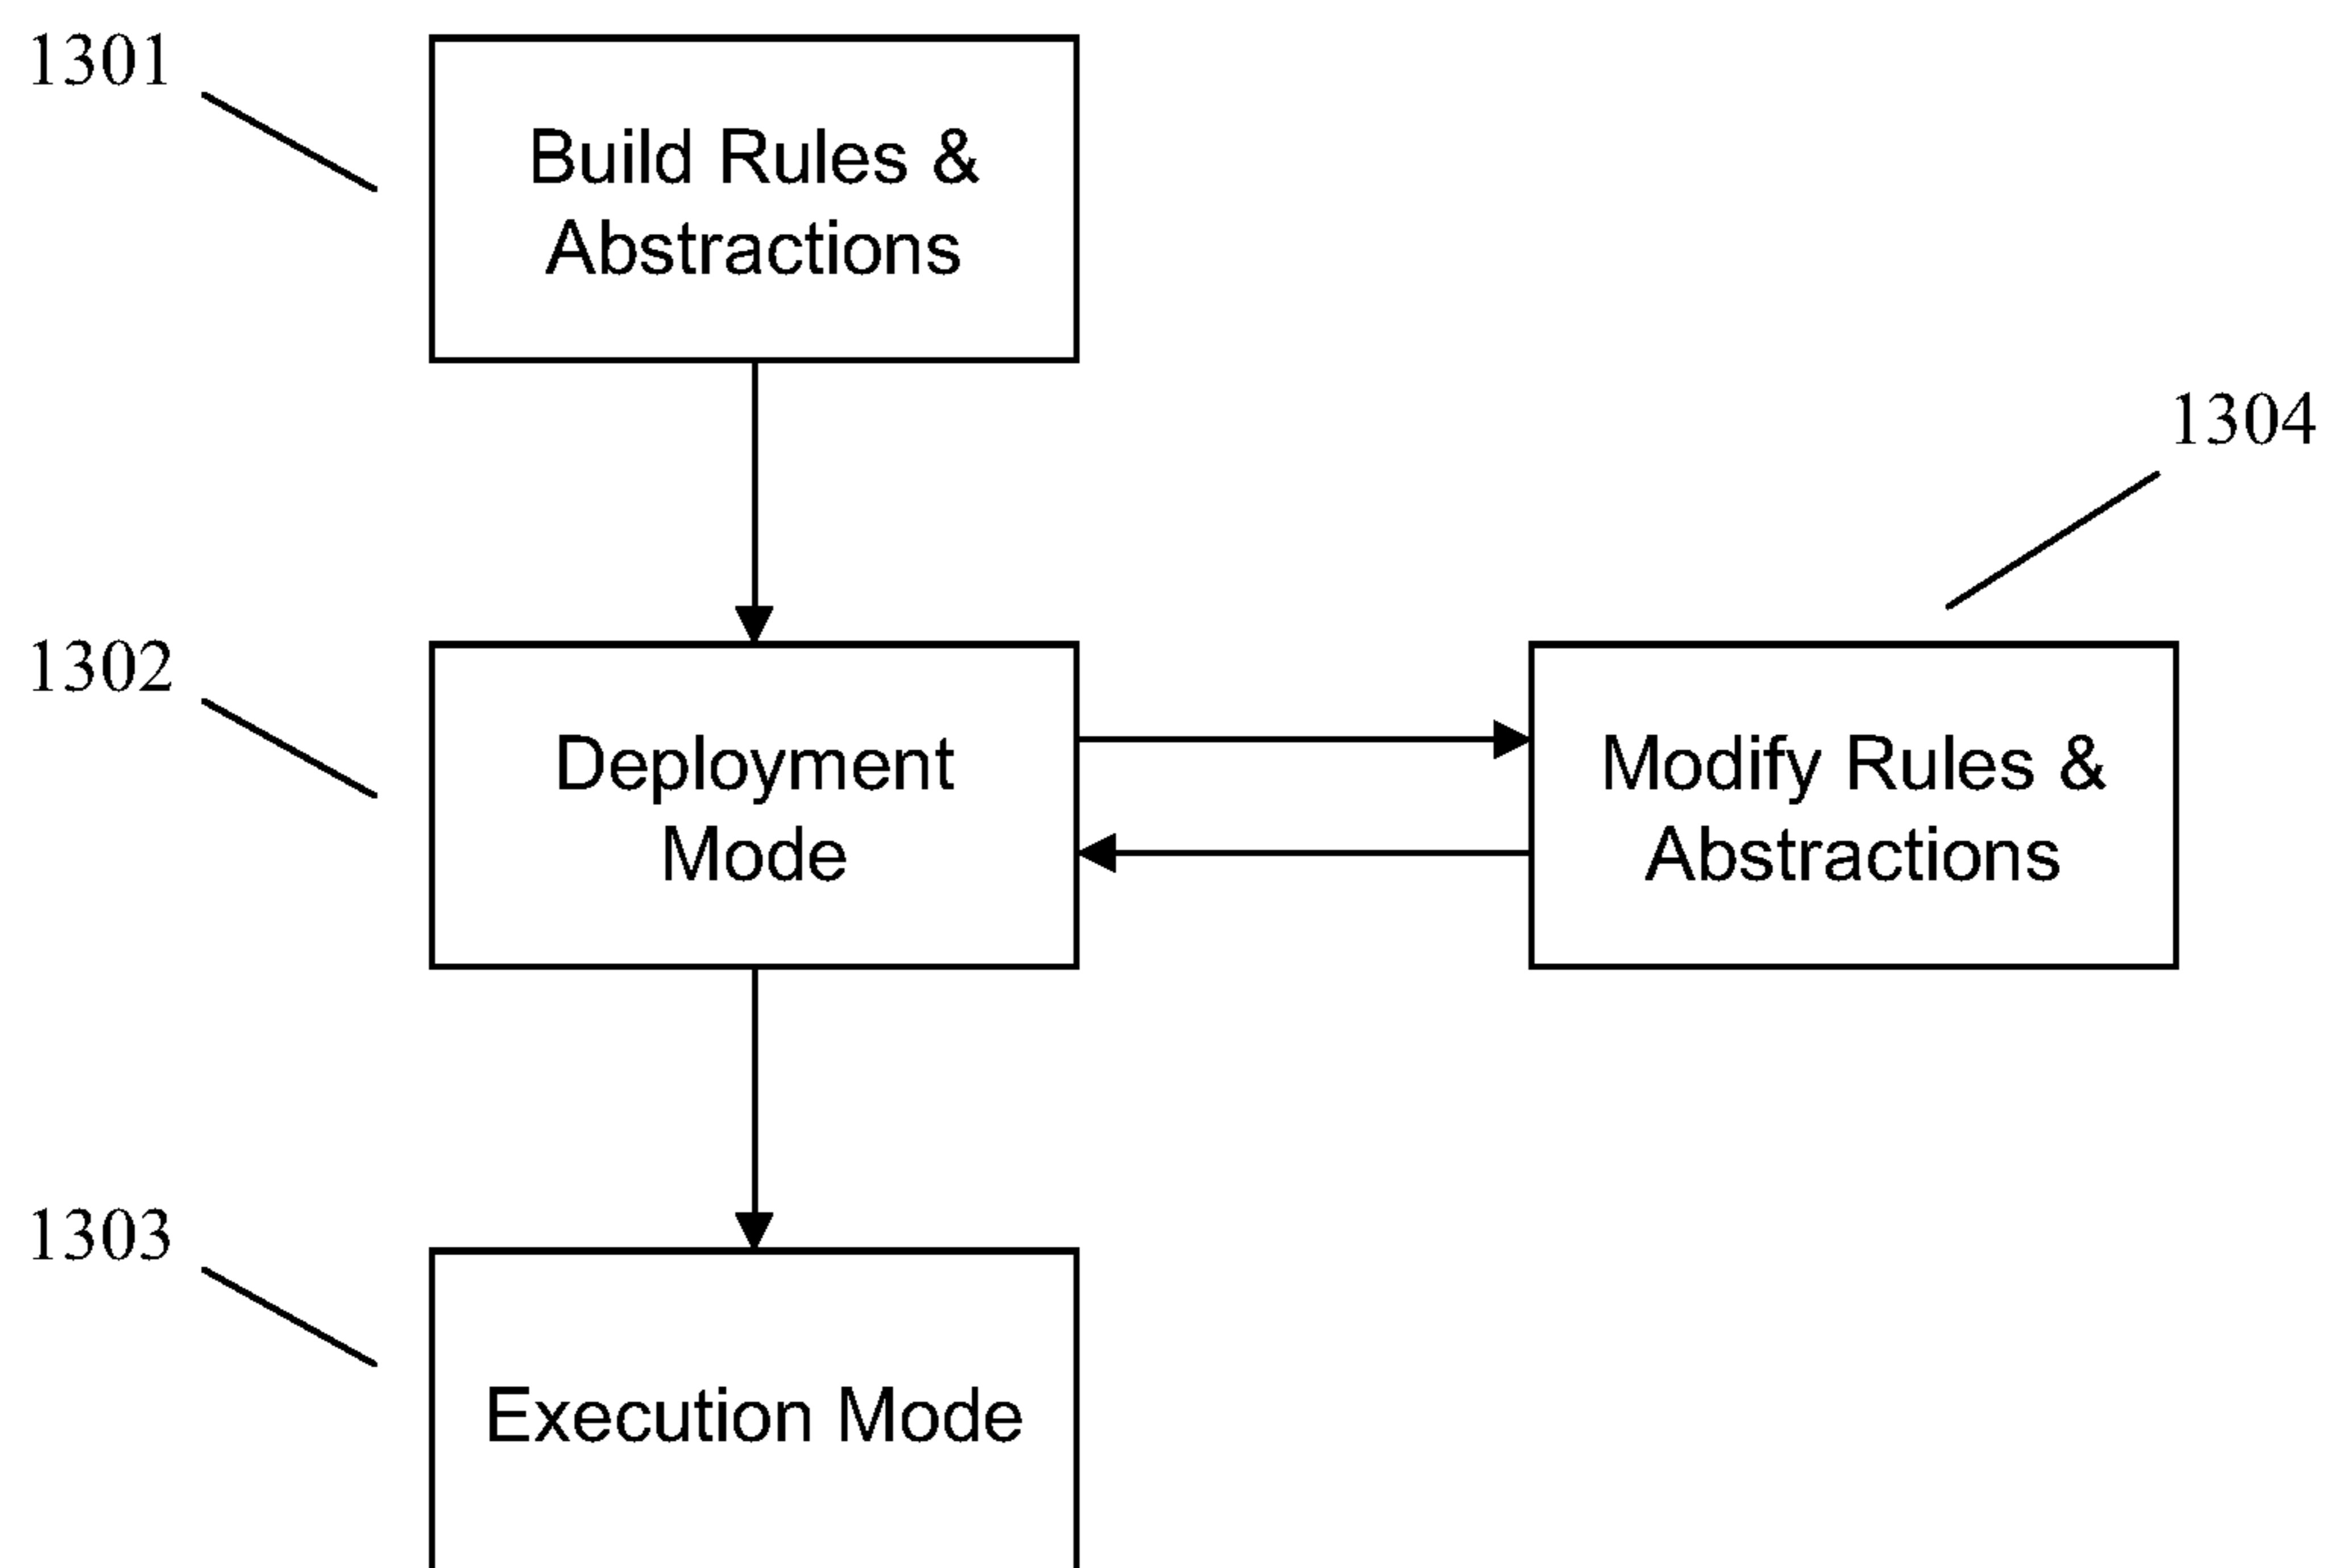 1301
Build Rules &
Abstractions
1304
1302
Deployment
Mode
Modify Rules &
Abstractions
1303
Execution Mode